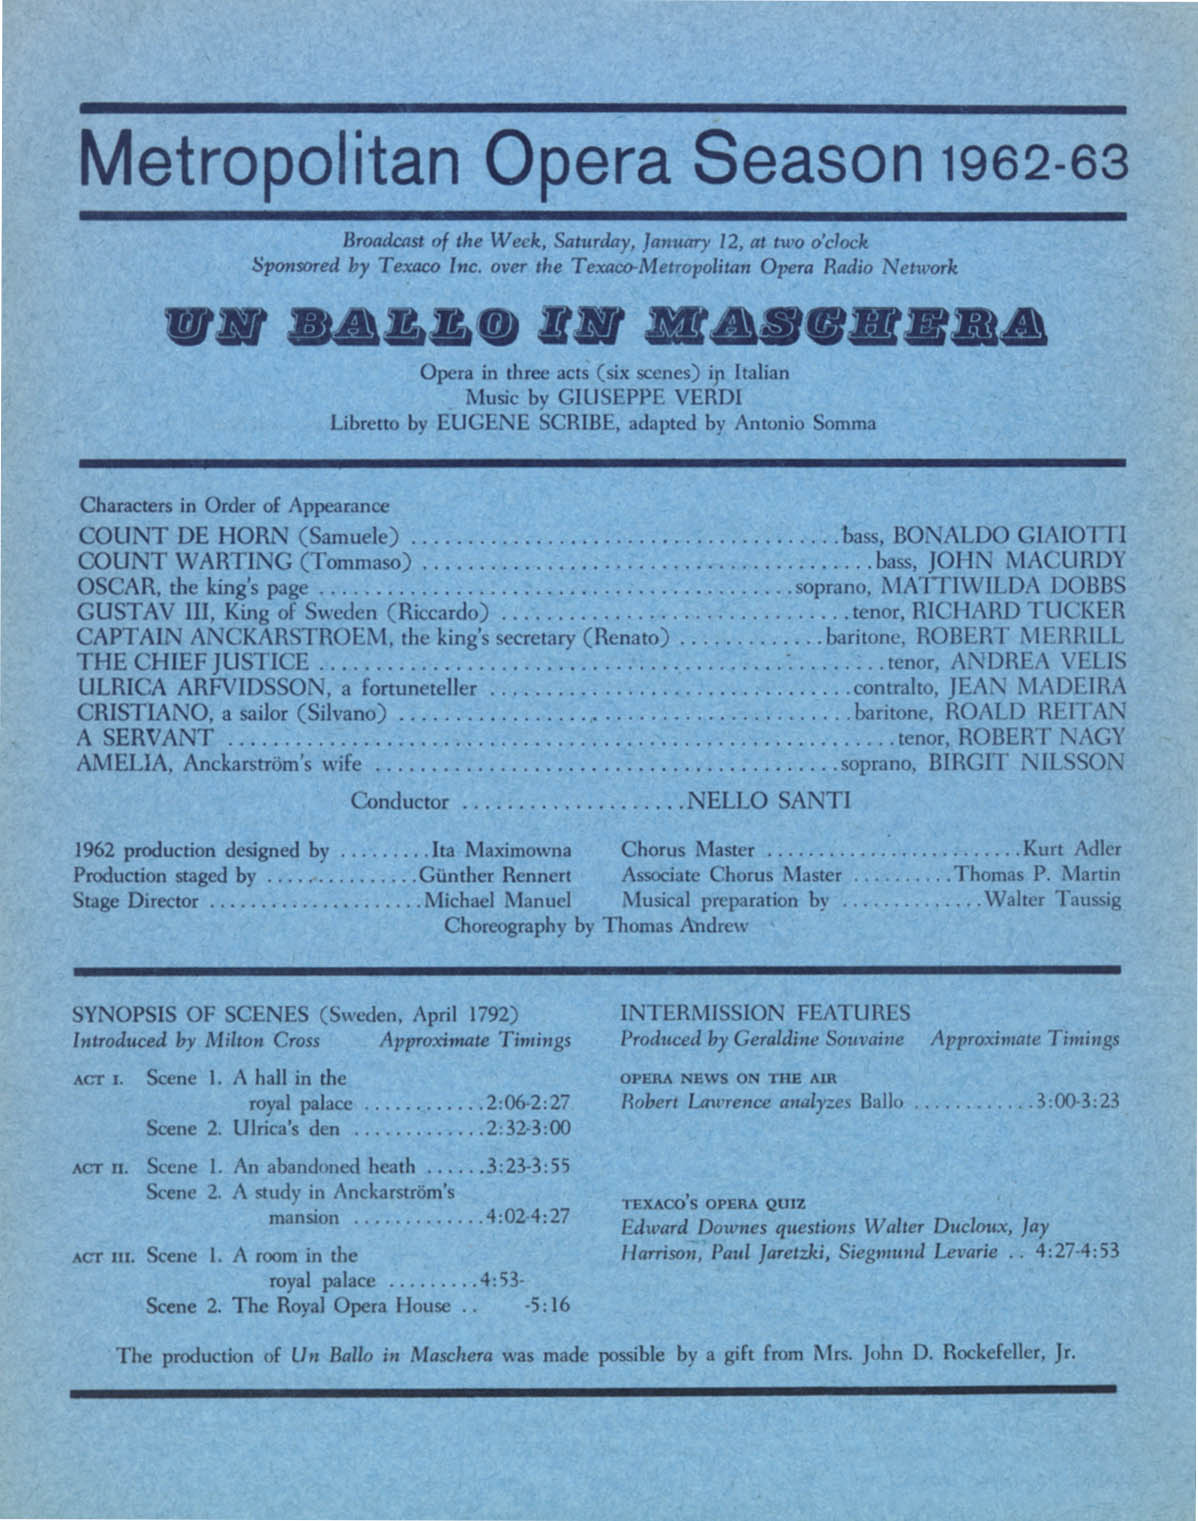 Metropolitan Opera Season 1962-63
Broadcast of the Week, Saturday, January 12, at two o'clock
Sponsored by Texaco Inc. over the Texaco-Metropolitan Opera Radio Network
UN BALLO IN MASCHERA
Opera in three acts (six scenes) in Italian
Music by GIUSEPPE VERDI
Libretto by EUGENE SCRIBE, adapted by Antonio Somma
Characters in Order of Appearance
COUNT DE HORN (Samuele) ........................................ bass, BONALDO GIAIOTTI
COUNT WARTING (Tommaso) ........................................ bass, JOHN MACURDY
OSCAR, the king's page ........................................ soprano, MATTIWILDA DOBBS
GUSTAV III, King of Sweden (Riccardo) .............................. tenor, RICHARD TUCKER
CAPTAIN ANCKARSTROEM, the king's secretary (Renato) ............. baritone, ROBERT MERRILL
THE CHIEF JUSTICE .................................................. tenor, ANDREA VELIS
ULRICA ARFVIDSSON, a fortuneteller .............................. contralto, JEAN MADEIRA
CRISTIANO, a sailor (Silvano) ........................................ baritone, ROALD REITAN
A SERVANT ............................................................ tenor, ROBERT NAGY
AMELIA, Anckarström's wife ........................................ soprano, BIRGIT NILSSON
Conductor .................... NELLO SANTI
1962 production designed by ......... Ita Maximowna
Production staged by ............... Günther Rennert
Stage Director ..................... Michael Manuel
Chorus Master ......................... Kurt Adler
Associate Chorus Master .......... Thomas P. Martin
Musical preparation by .............. Walter Taussig
Choreography by Thomas Andrew
SYNOPSIS OF SCENES (Sweden, April 1792)
Introduced by Milton Cross Approximate Timings
ACT I. Scene 1. A hall in the
royal palace ............ 2:06-2:27
Scene 2. Ulrica's den ............. 2:32-3:00
ACT II. Scene 1. An abandoned heath ...... 3:23-3:55
Scene 2. A study in Anckarström's
mansion ............. 4:02-4:27
ACT III. Scene 1. A room in the
royal palace ......... 4:53-
Scene 2. The Royal Opera House .. -5:16
INTERMISSION FEATURES
Produced by Geraldine Souvaine Approximate Timings
OPERA NEWS ON THE AIR
Robert Lawrence analyzes Ballo ............ 3:00-3:23
TEXACO'S OPERA QUIZ
Edward Downes questions Walter Ducloux, Jay
Harrison, Paul Jaretzki, Siegmund Levarie .. 4:27-4:53
The production of Un Ballo in Maschera was made possible by a gift from Mrs. John D. Rockefeller, Jr.